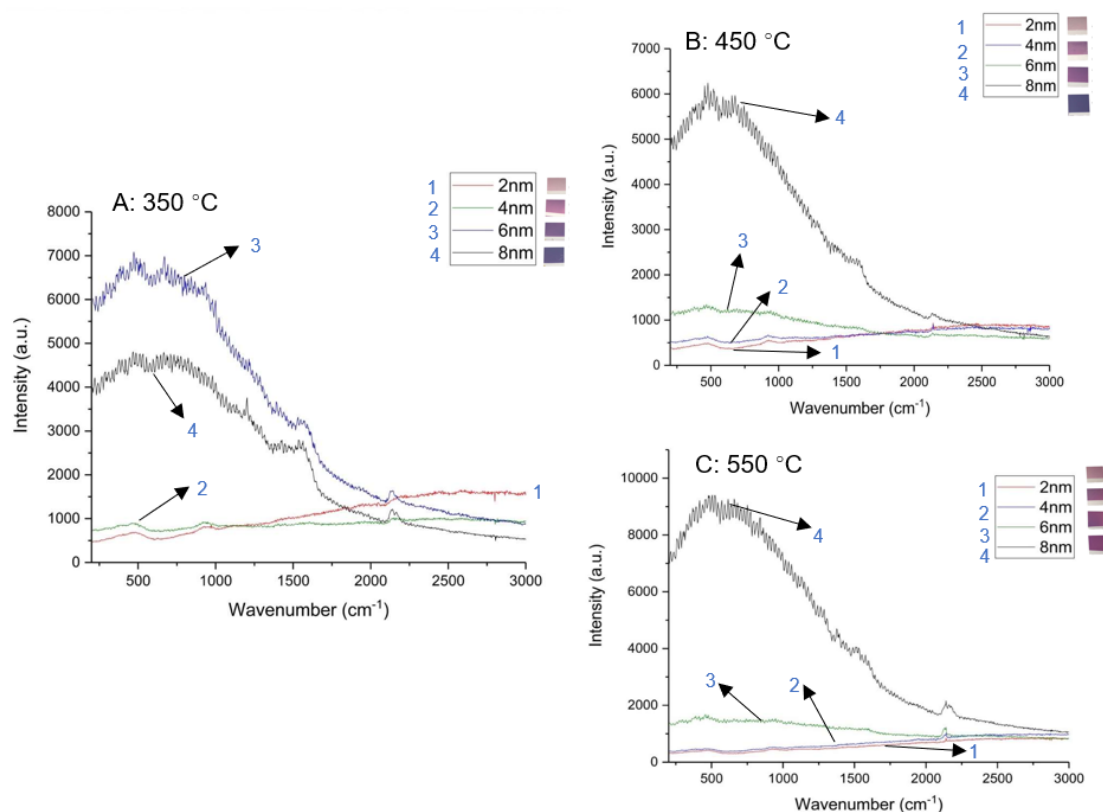 A: 350 °C
1 2nm
2 4nm
3 6nm
4 8nm
8000
7000
6000
5000
4000
3000
2000
1000
0
Intensity (a.u.)
500 1000 1500 2000 2500 3000
Wavenumber (cm-1)
3
4
2
1
B: 450 °C
1 2nm
2 4nm
3 6nm
4 8nm
7000
6000
5000
4000
3000
2000
1000
0
Intensity (a.u.)
500 1000 1500 2000 2500 3000
Wavenumber (cm-1)
4
3
2
1
C: 550 °C
1 2nm
2 4nm
3 6nm
4 8nm
10000
8000
6000
4000
2000
0
Intensity (a.u.)
500 1000 1500 2000 2500 3000
Wavenumber (cm-1)
4
3
2
1